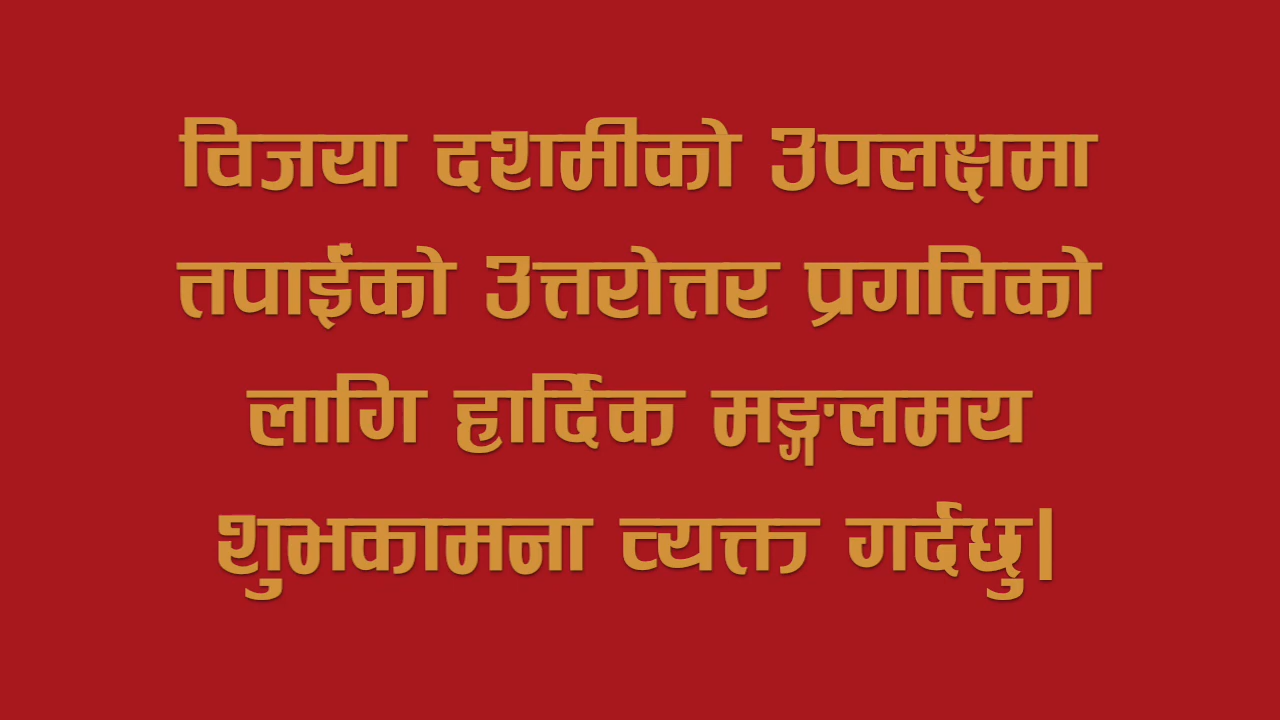 विजया दशमीको उपलक्षमा
तपाईंको उत्तरोत्तर प्रगतिको
लागि हार्दिक मङ्गलमय
शुभकामना व्यक्त गर्दछु|